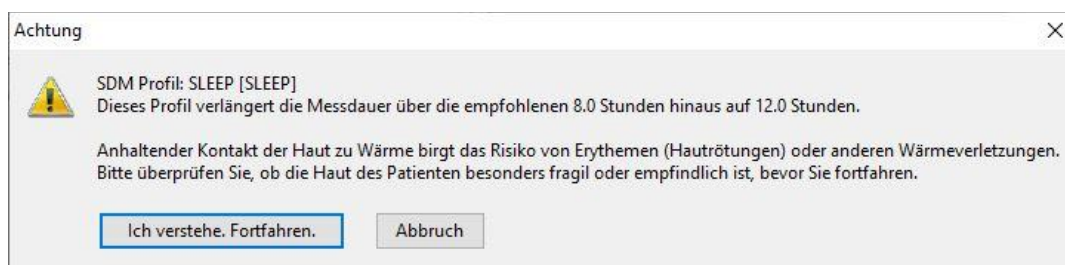 Achtung
SDM Profil: SLEEP [SLEEP]
Dieses Profil verlängert die Messdauer über die empfohlenen 8.0 Stunden hinaus auf 12.0 Stunden.
Anhaltender Kontakt der Haut zu Wärme birgt das Risiko von Erythemen (Hautrötungen) oder anderen Wärmeverletzungen.
Bitte überprüfen Sie, ob die Haut des Patienten besonders fragil oder empfindlich ist, bevor Sie fortfahren.
Ich verstehe. Fortfahren.
Abbruch